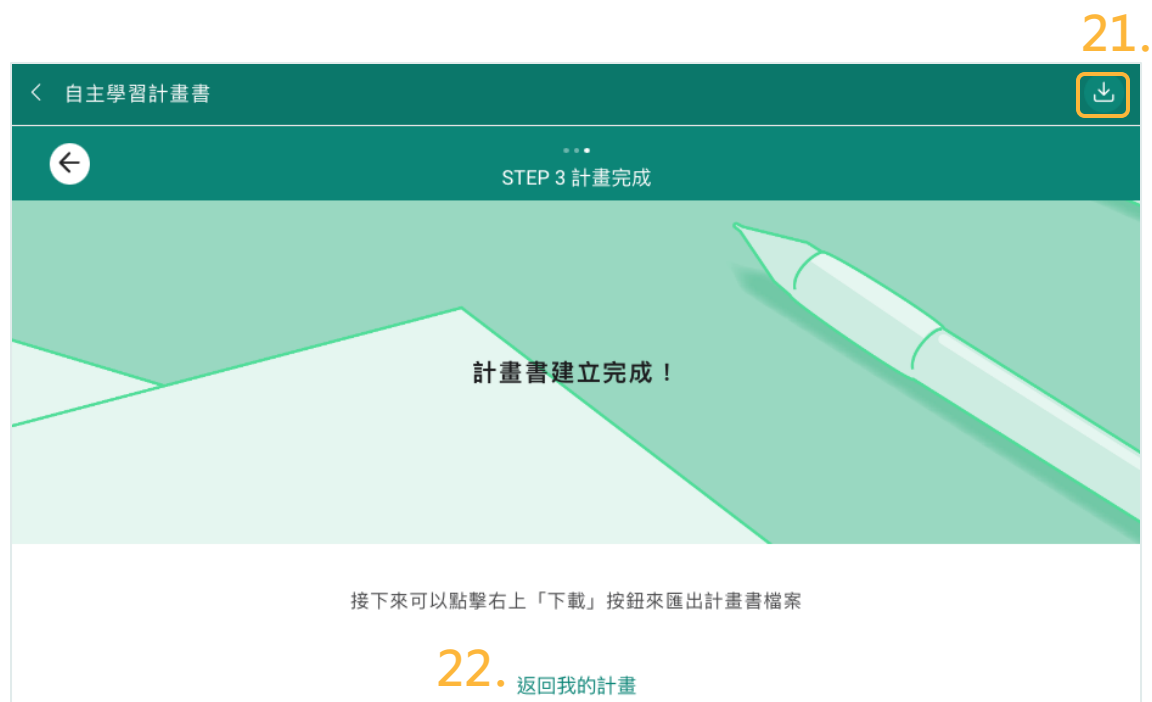 21.
自主學習計畫書
STEP 3 計畫完成
計畫書建立完成！
接下來可以點擊右上「下載」按鈕來匯出計畫書檔案
22. 返回我的計畫